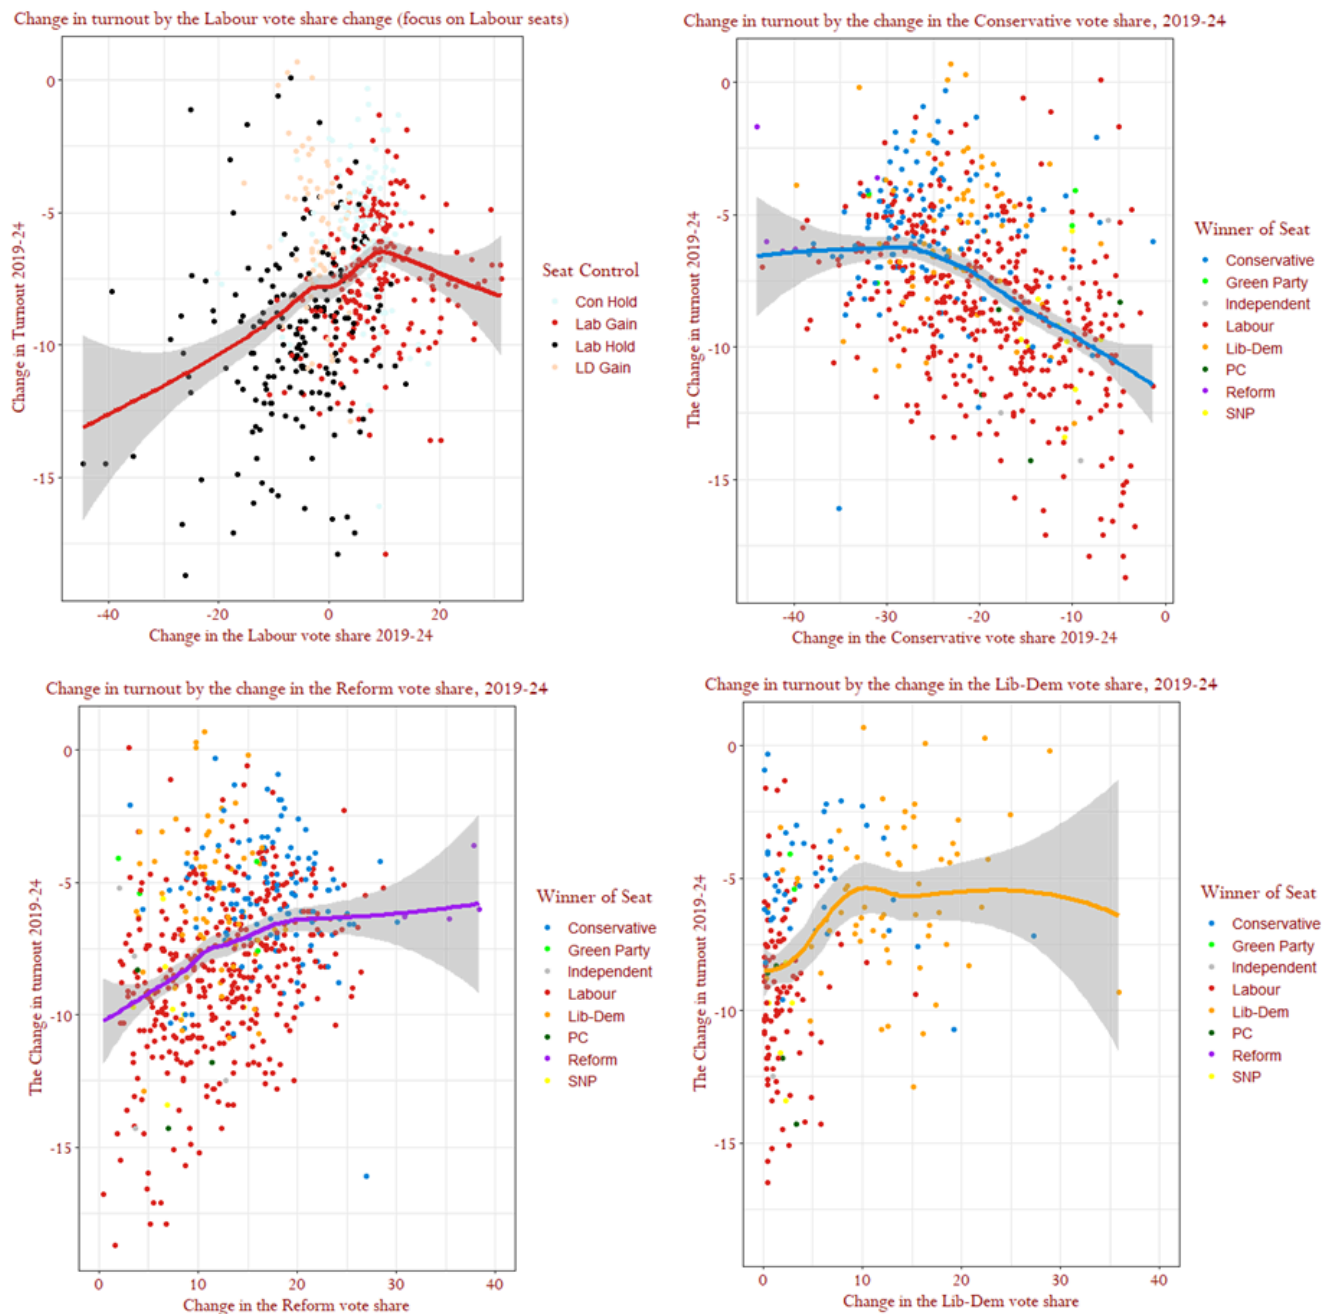 Change in turnout by the Labour vote share change (focus on Labour seats)
0
-5
-10
-15
Change in Turnout 2019-24
-40
-20
0
20
Change in the Labour vote share 2019-24
Seat Control
Con Hold
Lab Gain
Lab Hold
LD Gain
Change in turnout by the change in the Conservative vote share, 2019-24
0
-5
-10
-15
The Change in turnout 2019-24
-40
-30
-20
-10
0
Change in the Conservative vote share 2019-24
Winner of Seat
Conservative
Green Party
Independent
Labour
Lib-Dem
PC
Reform
SNP
Change in turnout by the change in the Reform vote share, 2019-24
0
-5
-10
-15
The Change in turnout 2019-24
0
10
20
30
40
Change in the Reform vote share
Winner of Seat
Conservative
Green Party
Independent
Labour
Lib-Dem
PC
Reform
SNP
Change in turnout by the change in the Lib-Dem vote share, 2019-24
0
-5
-10
-15
The Change in turnout 2019-24
0
10
20
30
40
Change in the Lib-Dem vote share
Winner of Seat
Conservative
Green Party
Independent
Labour
Lib-Dem
PC
Reform
SNP